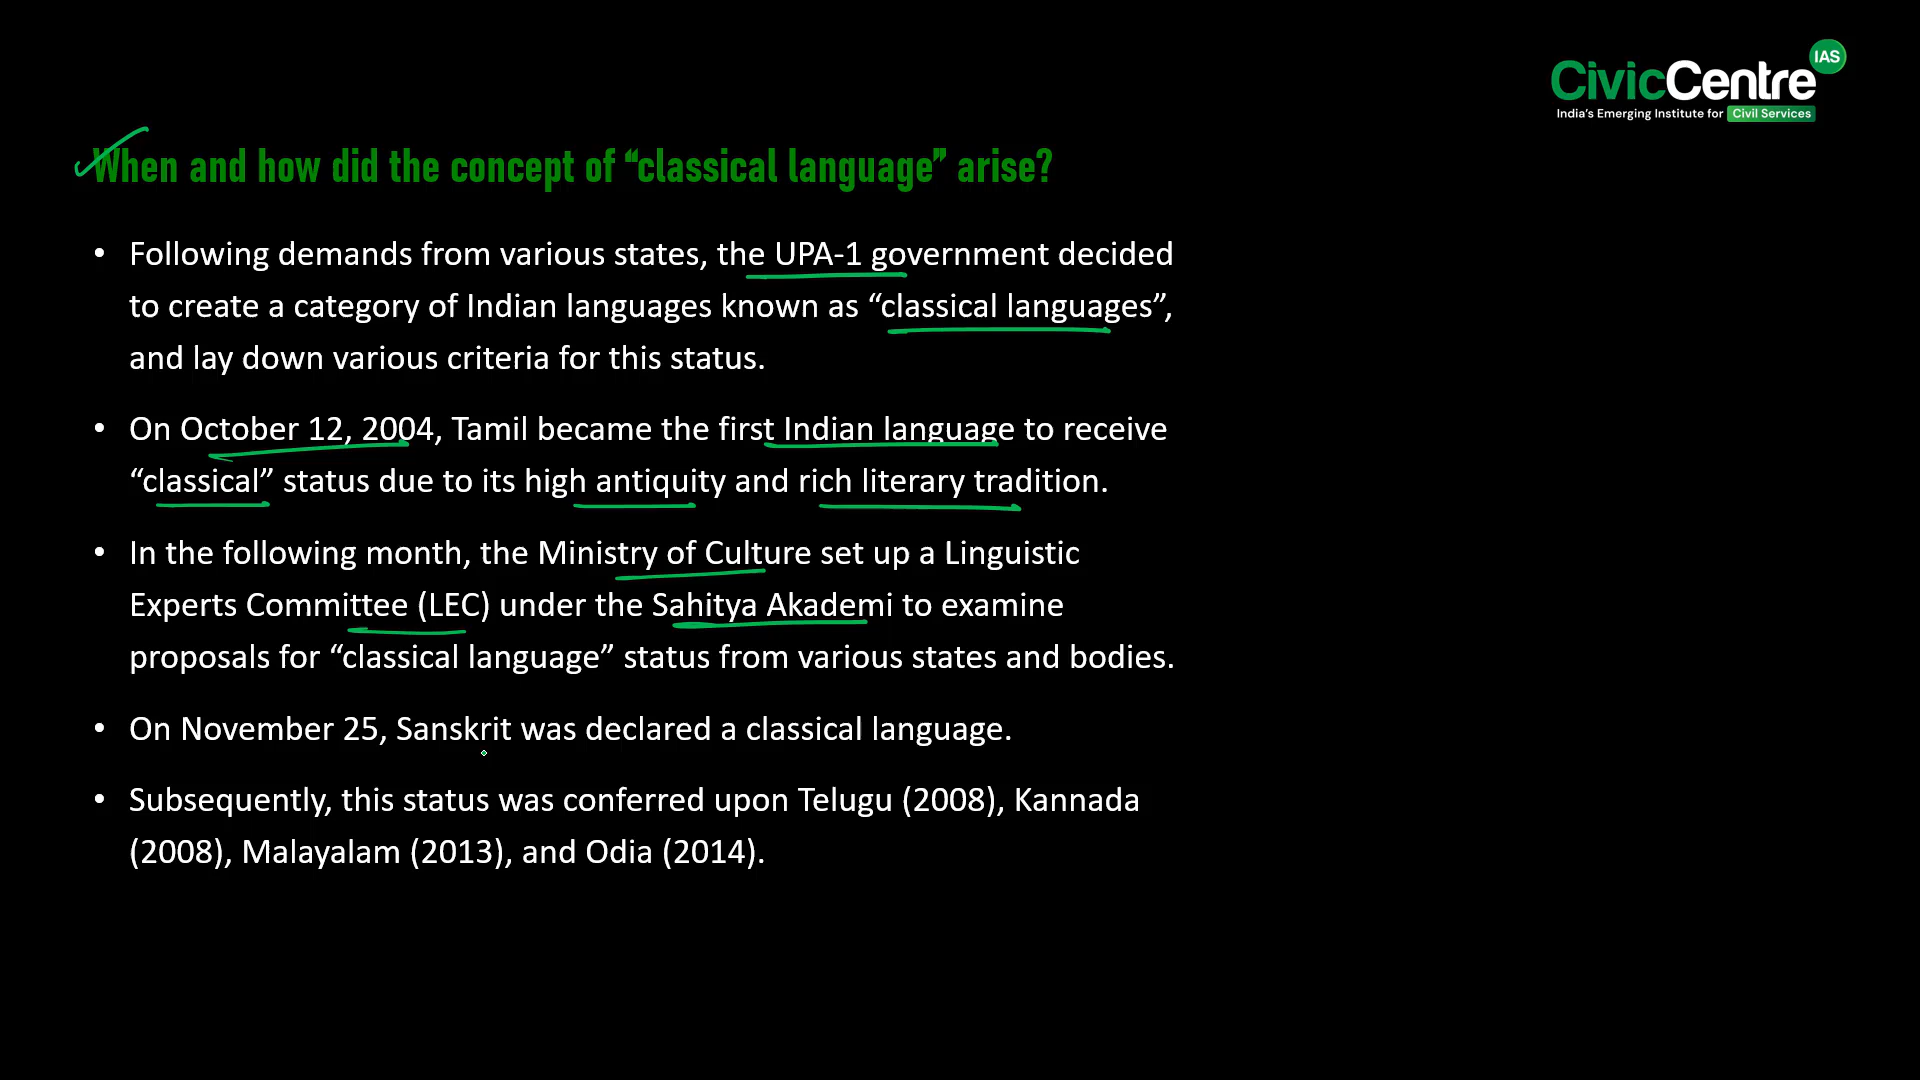 CivicCentre IAS
India's Emerging Institute for Civil Services
When and how did the concept of “classical language” arise?
• Following demands from various states, the UPA-1 government decided
to create a category of Indian languages known as “classical languages”,
and lay down various criteria for this status.
• On October 12, 2004, Tamil became the first Indian language to receive
“classical” status due to its high antiquity and rich literary tradition.
• In the following month, the Ministry of Culture set up a Linguistic
Experts Committee (LEC) under the Sahitya Akademi to examine
proposals for “classical language” status from various states and bodies.
• On November 25, Sanskrit was declared a classical language.
• Subsequently, this status was conferred upon Telugu (2008), Kannada
(2008), Malayalam (2013), and Odia (2014).